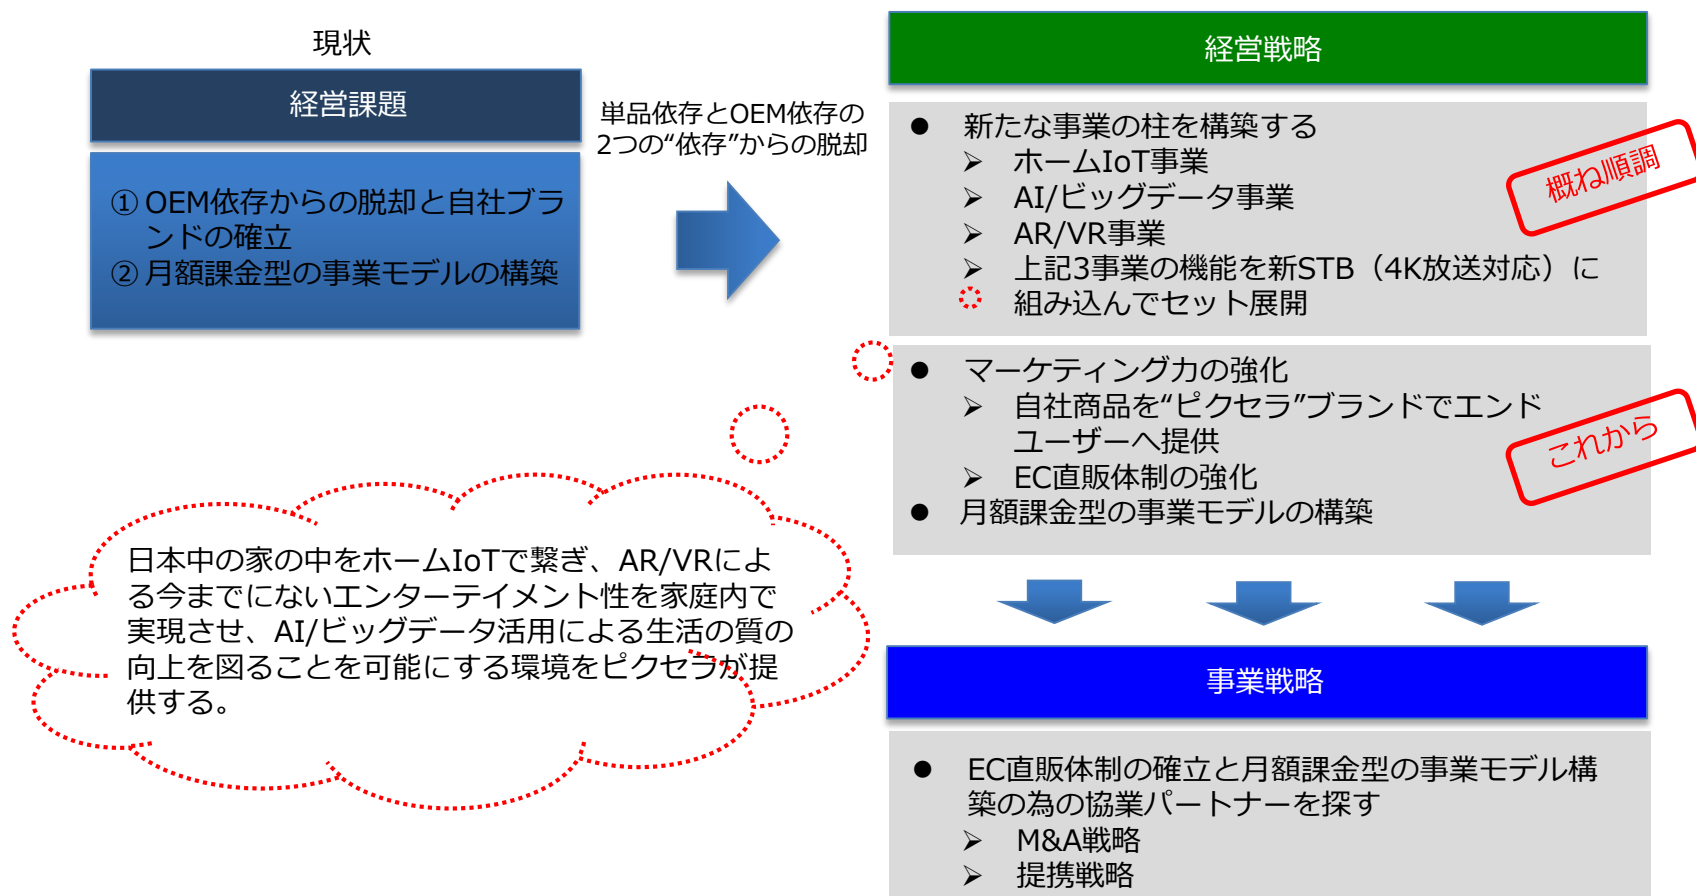 現状
経営課題
① OEM依存からの脱却と自社ブラ
ンドの確立
② 月額課金型の事業モデルの構築
単品依存とOEM依存の
2つの“依存”からの脱却
経営戦略
● 新たな事業の柱を構築する
➢ ホームIoT事業
➢ AI/ビッグデータ事業
➢ AR/VR事業
➢ 上記3事業の機能を新STB（4K放送対応）に
組み込んでセット展開
概ね順調
● マーケティング力の強化
➢ 自社商品を“ピクセラ”ブランドでエンド
ユーザーへ提供
➢ EC直販体制の強化
● 月額課金型の事業モデルの構築
これから
日本中の家の中をホームIoTで繋ぎ、AR/VRによ
る今までにないエンターテイメント性を家庭内で
実現させ、AI/ビッグデータ活用による生活の質の
向上を図ることを可能にする環境をピクセラが提
供する。
事業戦略
● EC直販体制の確立と月額課金型の事業モデル構
築の為の協業パートナーを探す
➢ M&A戦略
➢ 提携戦略